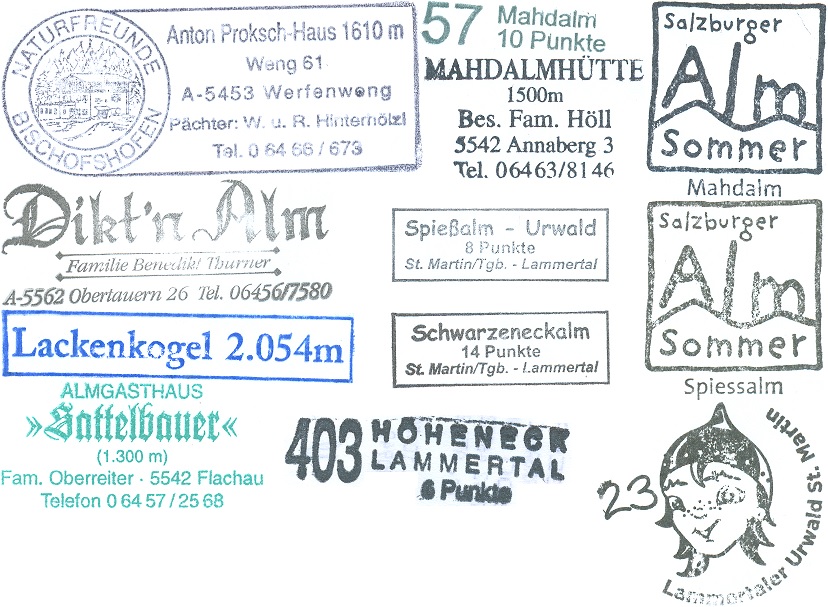 NATURFREUNDE
BISCHOFSHOFEN
Anton Proksch-Haus 1610 m
Weng 61
A-5453 Werfenweng
Pächter: W. u. R. Hinterhölzl
Tel. 0 64 66 / 673
57 Mahdalm
10 Punkte
MAHDALMHÜTTE
1500m
Bes. Fam. Höll
5542 Annaberg 3
Tel. 06463/8146
Salzburger
Alm
Sommer
Mahdalm
Dikt'n Alm
Familie Benedikt Thurner
A-5562 Obertauern 26 Tel. 06456/7580
Spießalm - Urwald
8 Punkte
St. Martin/Tgb. - Lammertal
Salzburger
Alm
Sommer
Spiessalm
Lackenkogel 2.054m
Schwarzeneckalm
14 Punkte
St. Martin/Tgb. - Lammertal
ALMGASTHAUS
»Sattelbauer«
(1.300 m)
Fam. Oberreiter · 5542 Flachau
Telefon 0 64 57 / 25 68
403 HÖHENECK
LAMMERTAL
6 Punkte
23
Lammertaler Urwald St. Martin